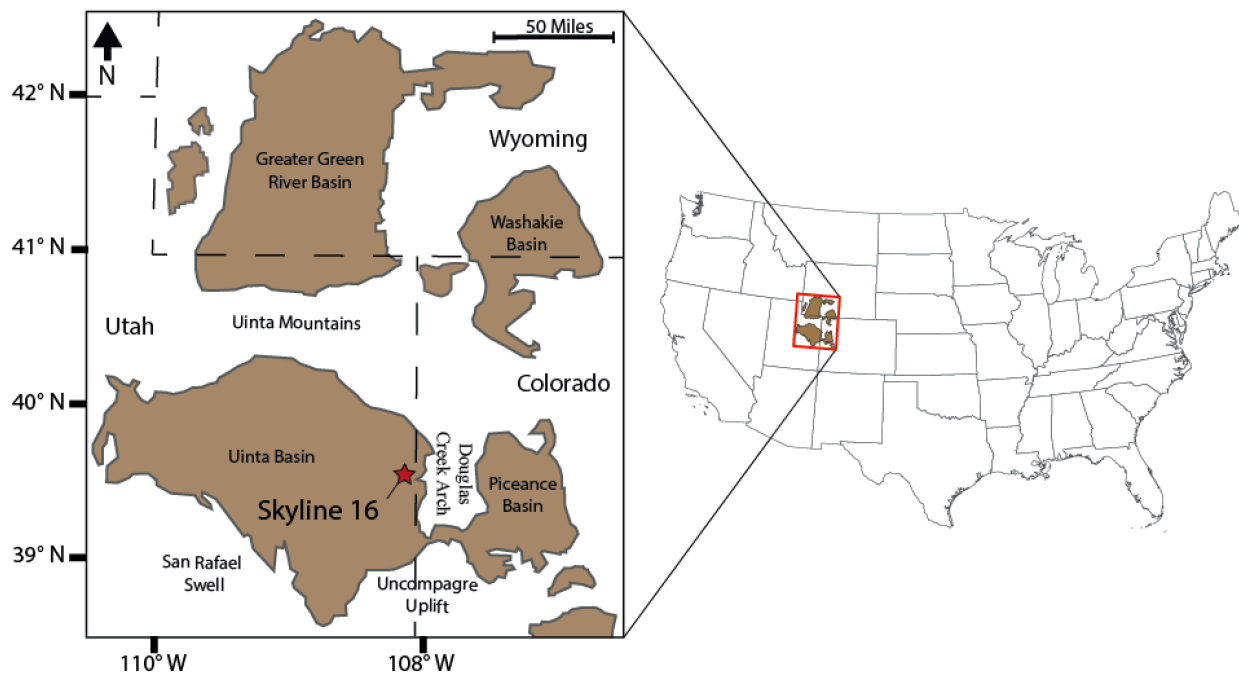 50 Miles
N
42° N
Wyoming
Greater Green
River Basin
Washakie
Basin
41° N
Utah
Uinta Mountains
Colorado
40° N
Uinta Basin
Douglas
Creek Arch
Piceance
Basin
Skyline 16
39° N
San Rafael
Swell
Uncompagre
Uplift
110° W
108° W